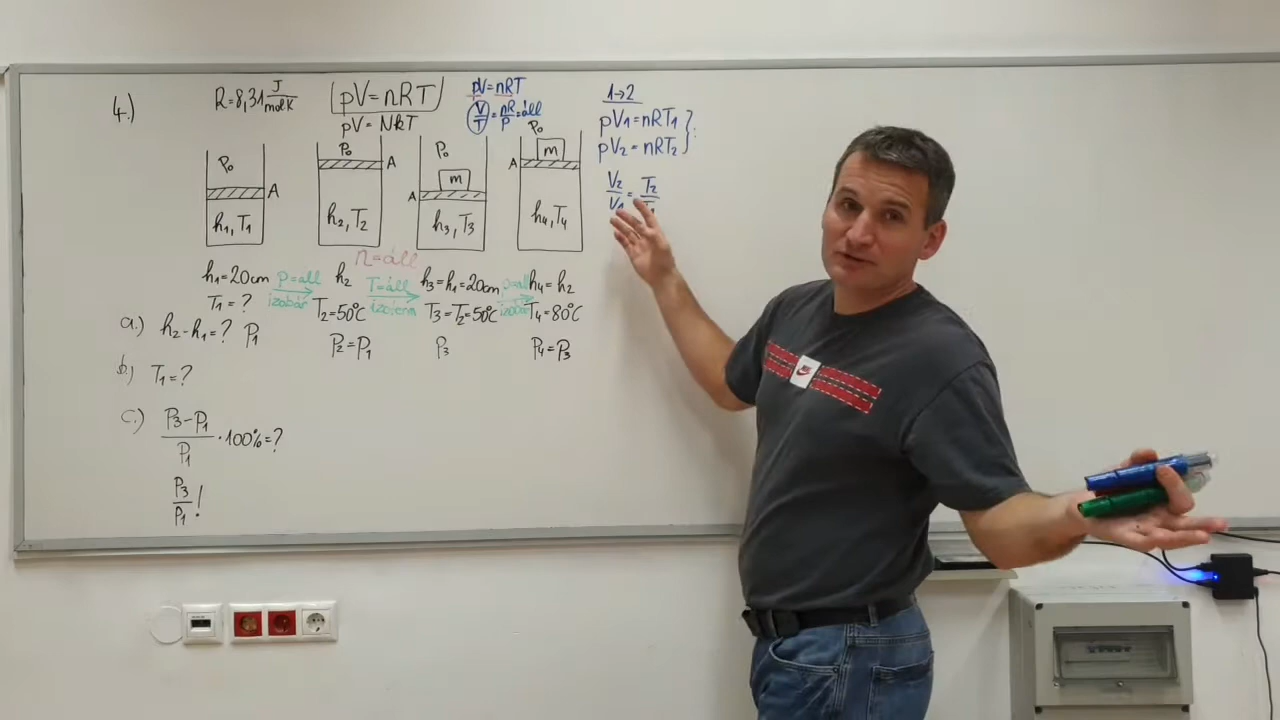 4.)
R=8,31 J/molK
pV=nRT
pV=NkT
pV=nRT
V/T=nR/P=áll
1→2
pV₁=nRT₁
pV₂=nRT₂
V₂/V₁=T₂/T₁
P₀
A
h₁,T₁
P₀
A
h₂,T₂
P₀
m
A
h₃,T₃
P₀
m
A
h₄,T₄
n=áll
h₁=20cm
T₁=?
P₁
p=áll
izobár
h₂
T₂=50°C
P₂=P₁
T=áll
izoterm
h₃=h₁=20cm
T₃=T₂=50°C
P₃
p=áll
izobár
h₄=h₂
T₄=80°C
P₄=P₃
a.) h₂-h₁=?
b.) T₁=?
c.) P₃-P₁/P₁·100%=?
P₃/P₁!